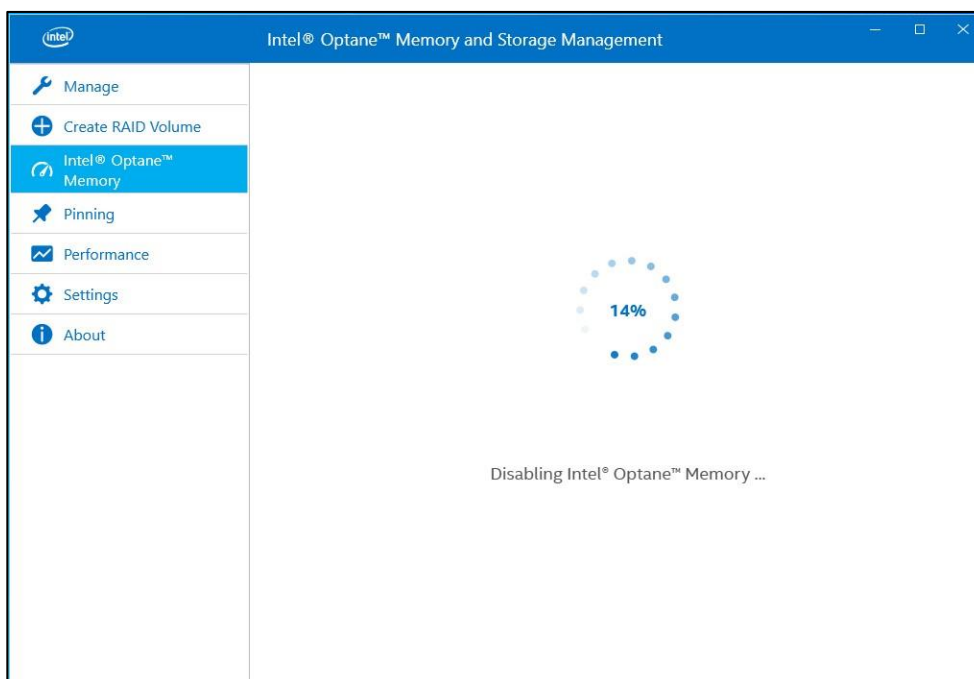 intel
Intel® Optane™ Memory and Storage Management
Manage
Create RAID Volume
Intel® Optane™
Memory
Pinning
Performance
Settings
About
14%
Disabling Intel® Optane™ Memory ...